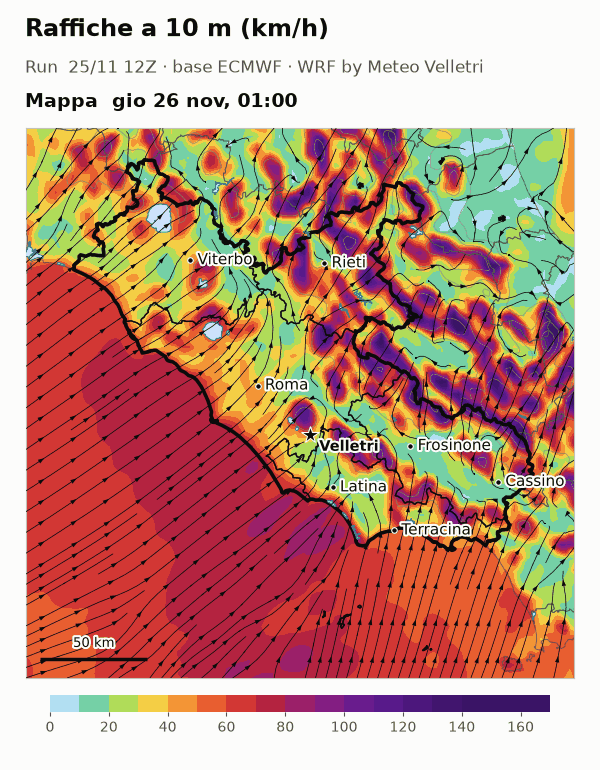 Raffiche a 10 m (km/h)
Run  25/11 12Z · base ECMWF · WRF by Meteo Velletri
Mappa  gio 26 nov, 01:00
Viterbo
Rieti
Roma
Velletri
Frosinone
Latina
Cassino
Terracina
50 km
0 20 40 60 80 100 120 140 160